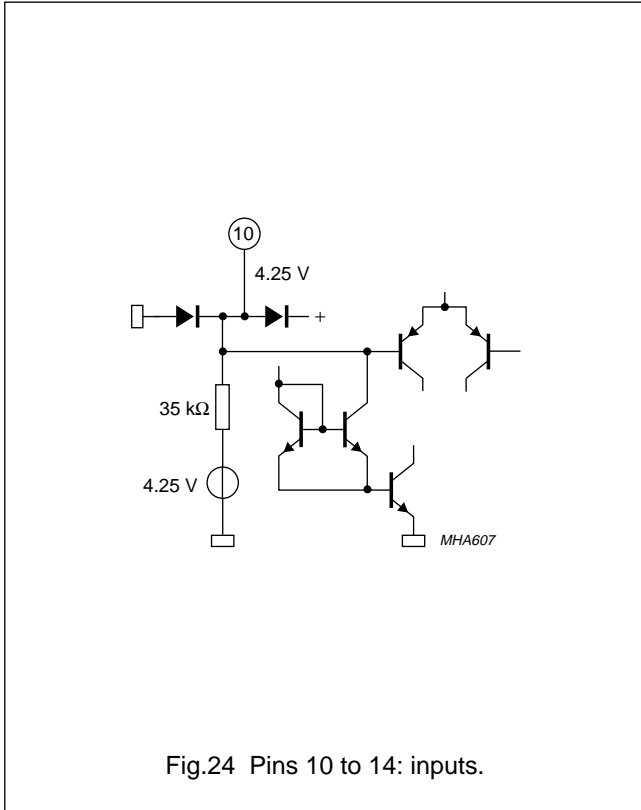 10
4.25 V
+
35 kΩ
4.25 V
MHA607
Fig.24 Pins 10 to 14: inputs.